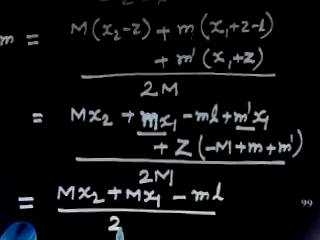 m = M(x₂-z) + m(x₁+z-l)
+ m'(x₁+z)
2M
= Mx₂ + mx₁ - ml + m'x₁
+ z(-M+m+m')
2M
= Mx₂ + Mx₁ - ml
2
99